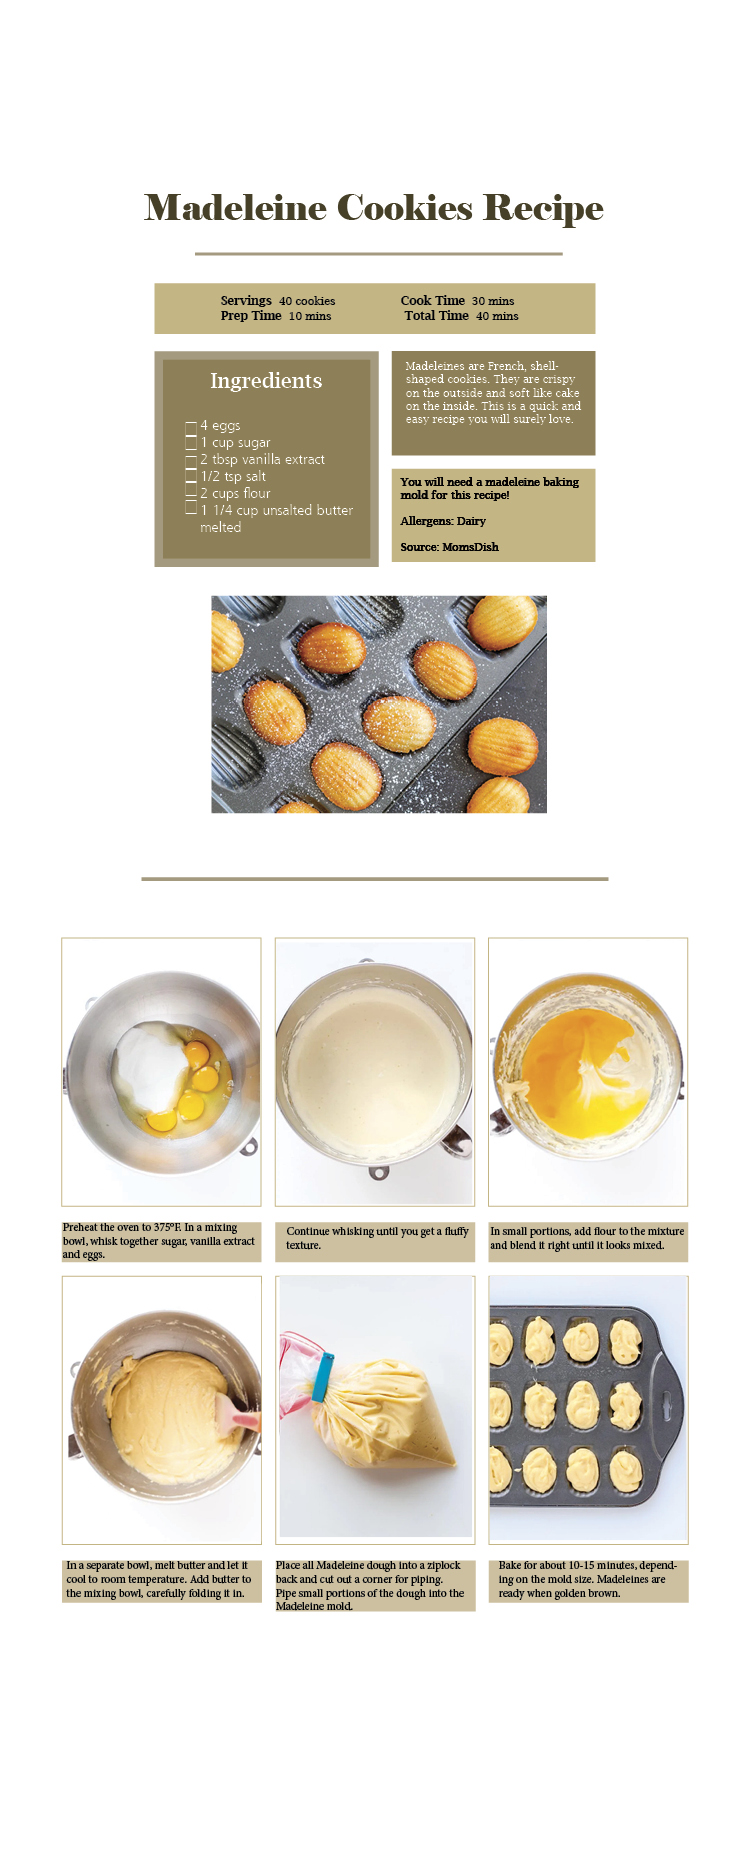 Madeleine Cookies Recipe
Servings 40 cookies
Prep Time 10 mins
Cook Time 30 mins
Total Time 40 mins
Ingredients
4 eggs
1 cup sugar
2 tbsp vanilla extract
1/2 tsp salt
2 cups flour
1 1/4 cup unsalted butter
melted
Madeleines are French, shell-
shaped cookies. They are crispy
on the outside and soft like cake
on the inside. This is a quick and
easy recipe you will surely love.
You will need a madeleine baking
mold for this recipe!
Allergens: Dairy
Source: MomsDish
Preheat the oven to 375°F. In a mixing
bowl, whisk together sugar, vanilla extract
and eggs.
Continue whisking until you get a fluffy
texture.
In small portions, add flour to the mixture
and blend it right until it looks mixed.
In a separate bowl, melt butter and let it
cool to room temperature. Add butter to
the mixing bowl, carefully folding it in.
Place all Madeleine dough into a ziplock
back and cut out a corner for piping.
Pipe small portions of the dough into the
Madeleine mold.
Bake for about 10-15 minutes, depend-
ing on the mold size. Madeleines are
ready when golden brown.